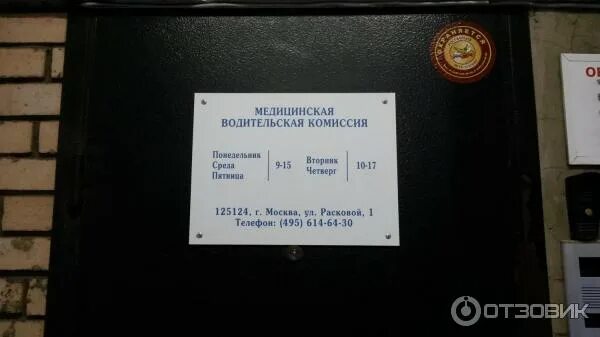 МЕДИЦИНСКАЯ
ВОДИТЕЛЬСКАЯ КОМИССИЯ
Понедельник
Среда
Пятница
9-15
Вторник
Четверг
10-17
125124, г. Москва, ул. Расковой, 1
Телефон: (495) 614-64-30
ОХРАНЯЕТСЯ
ОТЗОВИК